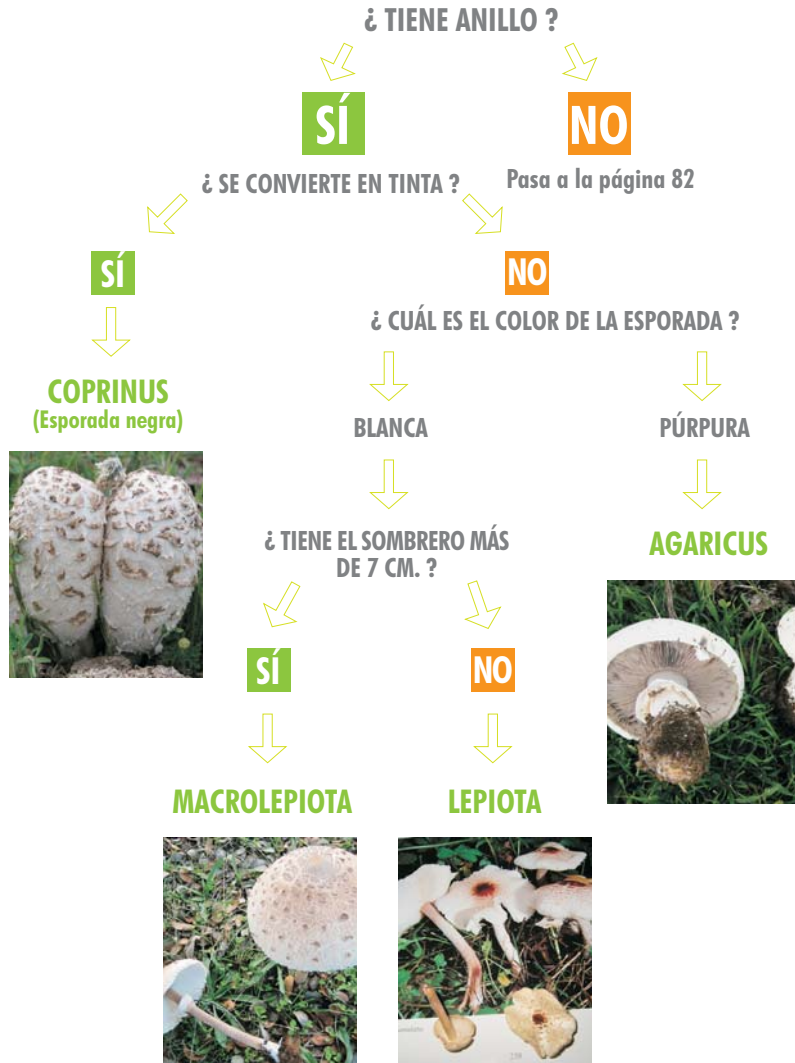 ¿ TIENE ANILLO ?
SÍ
NO
¿ SE CONVIERTE EN TINTA ?
Pasa a la página 82
SÍ
NO
¿ CUÁL ES EL COLOR DE LA ESPORADA ?
COPRINUS
(Esporada negra)
BLANCA
PÚRPURA
¿ TIENE EL SOMBRERO MÁS
DE 7 CM. ?
AGARICUS
SÍ
NO
MACROLEPIOTA
LEPIOTA